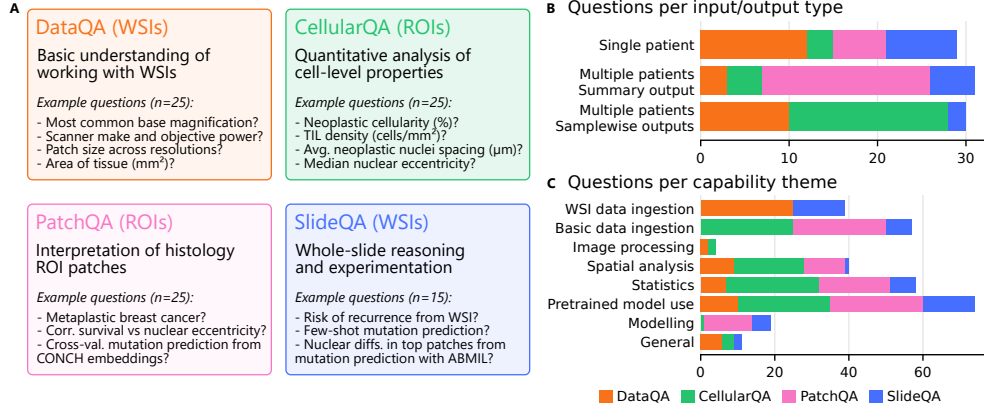 A
DataQA (WSIs)
Basic understanding of
working with WSIs
Example questions (n=25):
- Most common base magnification?
- Scanner make and objective power?
- Patch size across resolutions?
- Area of tissue (mm²)?
CellularQA (ROIs)
Quantitative analysis of
cell-level properties
Example questions (n=25):
- Neoplastic cellularity (%)?
- TIL density (cells/mm²)?
- Avg. neoplastic nuclei spacing (µm)?
- Median nuclear eccentricity?
PatchQA (ROIs)
Interpretation of histology
ROI patches
Example questions (n=25):
- Metaplastic breast cancer?
- Corr. survival vs nuclear eccentricity?
- Cross-val. mutation prediction from
CONCH embeddings?
SlideQA (WSIs)
Whole-slide reasoning
and experimentation
Example questions (n=15):
- Risk of recurrence from WSI?
- Few-shot mutation prediction?
- Nuclear diffs. in top patches from
mutation prediction with ABMIL?
B Questions per input/output type
Single patient
Multiple patients
Summary output
Multiple patients
Samplewise outputs
0 10 20 30
C Questions per capability theme
WSI data ingestion
Basic data ingestion
Image processing
Spatial analysis
Statistics
Pretrained model use
Modelling
General
0 20 40 60
DataQA CellularQA PatchQA SlideQA